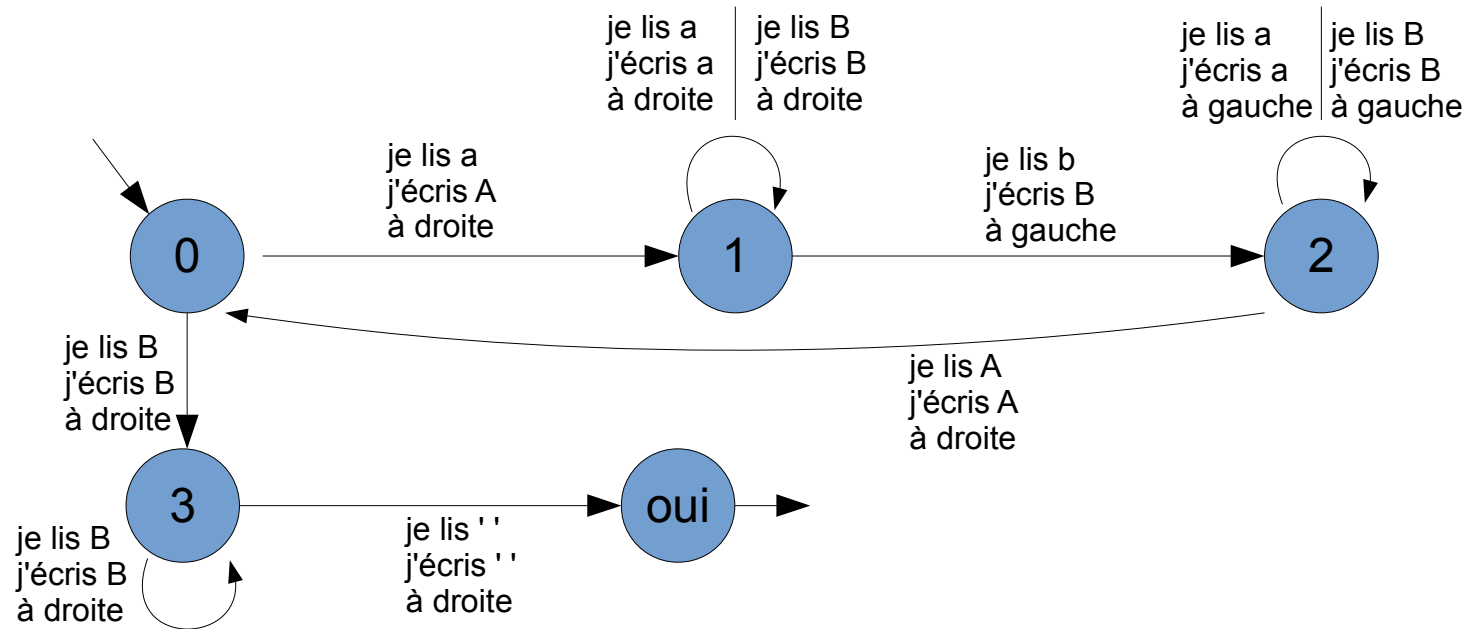 je lis a
j'écris a
à droite
je lis B
j'écris B
à droite
je lis a
j'écris a
à gauche
je lis B
j'écris B
à gauche
je lis a
j'écris A
à droite
je lis b
j'écris B
à gauche
0
1
2
je lis B
j'écris B
à droite
je lis A
j'écris A
à droite
3
oui
je lis B
j'écris B
à droite
je lis ' '
j'écris ' '
à droite